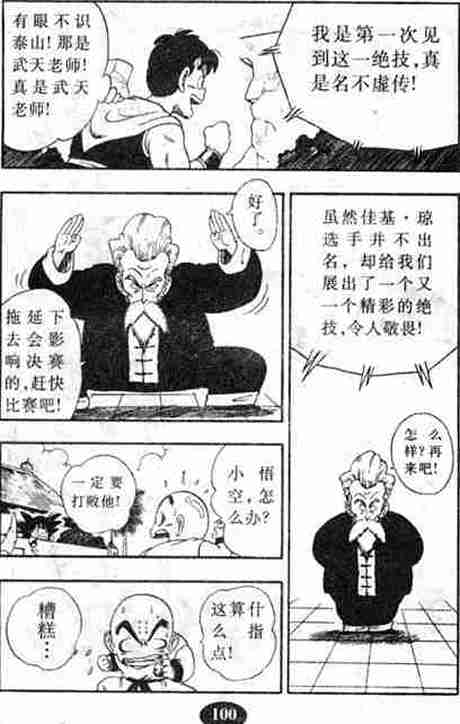 我是第一次见
到这一绝技,真
是名不虚传!
有眼不识
泰山!那是
武天老师!
真是武天
老师!
虽然佳基·琼
选手并不出
名,却给我们
展出了一个又
一个精彩的绝
技,令人敬畏!
怎么
样?再
来吧!
好了。
拖延下
去会影
响决赛
的,赶快
比赛吧!
小悟
空,怎
么办?
一定要
打败他!
这算什
么指
点!
糟糕…
100